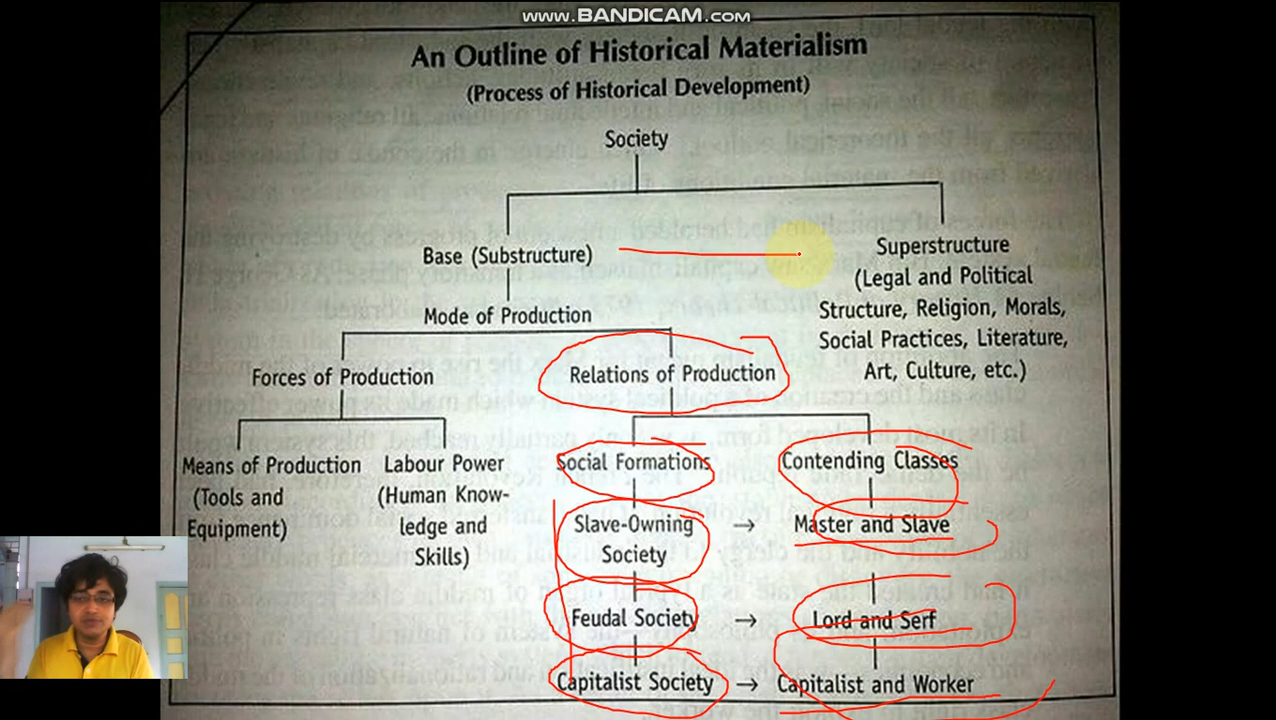 www.BANDICAM.com
An Outline of Historical Materialism
(Process of Historical Development)
Society
Base (Substructure)
Superstructure
(Legal and Political
Structure, Religion, Morals,
Social Practices, Literature,
Art, Culture, etc.)
Mode of Production
Forces of Production
Relations of Production
Means of Production
(Tools and
Equipment)
Labour Power
(Human Know-
ledge and
Skills)
Social Formations
Contending Classes
Slave-Owning
Society
→ Master and Slave
Feudal Society → Lord and Serf
Capitalist Society → Capitalist and Worker